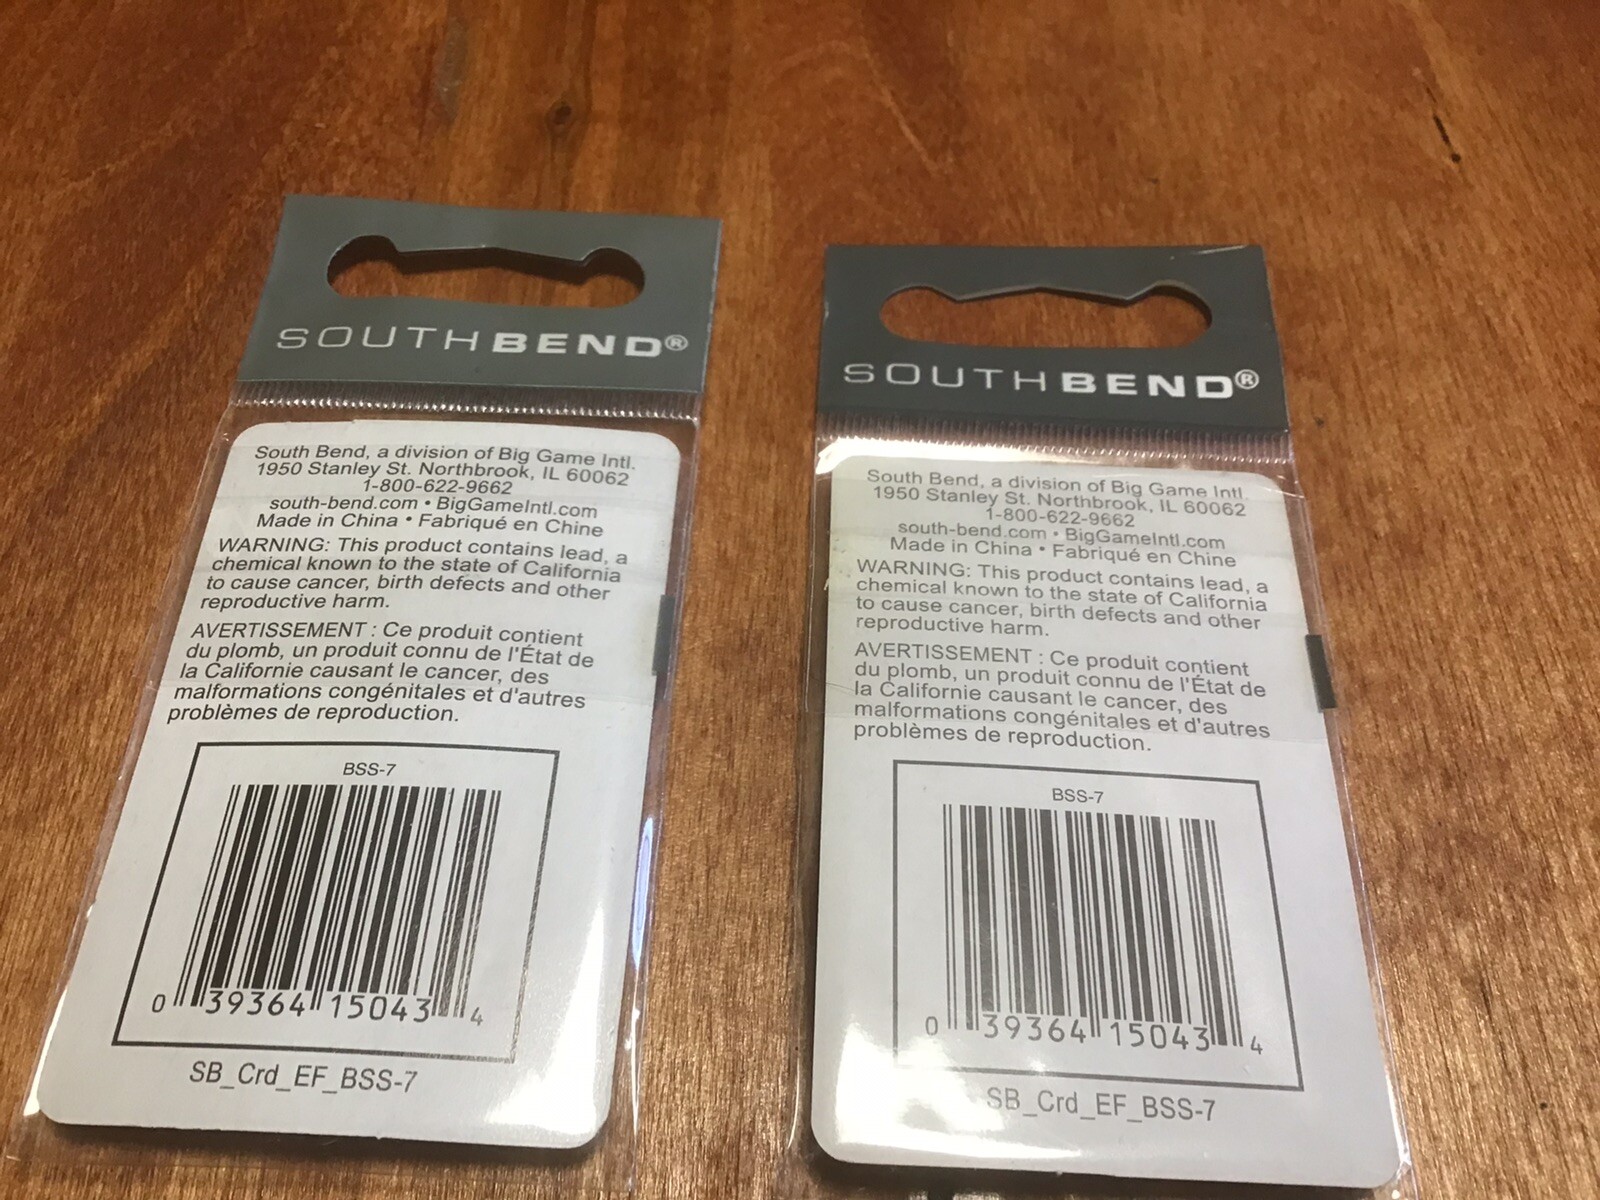 SOUTHBEND®
South Bend, a division of Big Game Intl.
1950 Stanley St. Northbrook, IL 60062
1-800-622-9662
south-bend.com • BigGameIntl.com
Made in China • Fabriqué en Chine
WARNING: This product contains lead, a
chemical known to the state of California
to cause cancer, birth defects and other
reproductive harm.
AVERTISSEMENT : Ce produit contient
du plomb, un produit connu de l'État de
la Californie causant le cancer, des
malformations congénitales et d'autres
problèmes de reproduction.
BSS-7
0 39364 15043 4
SB_Crd_EF_BSS-7
SOUTHBEND®
South Bend, a division of Big Game Intl.
1950 Stanley St. Northbrook, IL 60062
1-800-622-9662
south-bend.com • BigGameIntl.com
Made in China • Fabriqué en Chine
WARNING: This product contains lead, a
chemical known to the state of California
to cause cancer, birth defects and other
reproductive harm.
AVERTISSEMENT : Ce produit contient
du plomb, un produit connu de l'État de
la Californie causant le cancer, des
malformations congénitales et d'autres
problèmes de reproduction.
BSS-7
0 39364 15043 4
SB_Crd_EF_BSS-7